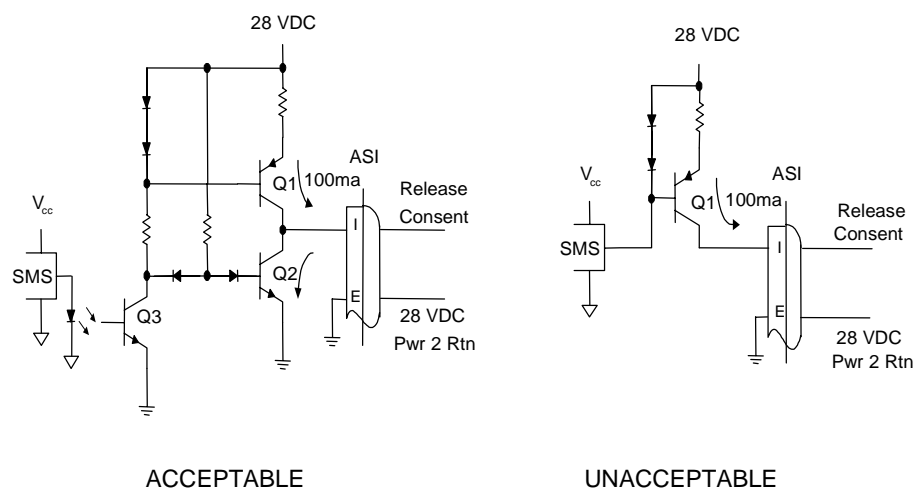 28 VDC
Q1
100ma
ASI
Release
Consent
I
Vcc
SMS
Q2
Q3
E
28 VDC
Pwr 2 Rtn
ACCEPTABLE
28 VDC
Vcc
Q1
100ma
ASI
Release
Consent
SMS
I
E
28 VDC
Pwr 2 Rtn
UNACCEPTABLE